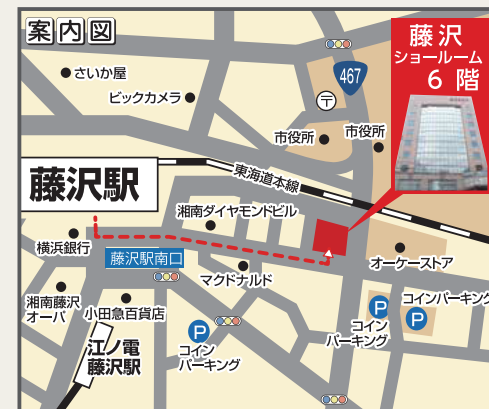 案内図
藤沢
ショールーム
6 階
467
さいか屋
ビックカメラ
〒
市役所
市役所
藤沢駅
東海道本線
湘南ダイヤモンドビル
横浜銀行
藤沢駅南口
マクドナルド
オーケーストア
湘南藤沢
オーパ
小田急百貨店
コインパーキング
P
P
P
コイン
パーキング
コイン
パーキング
江ノ電
藤沢駅